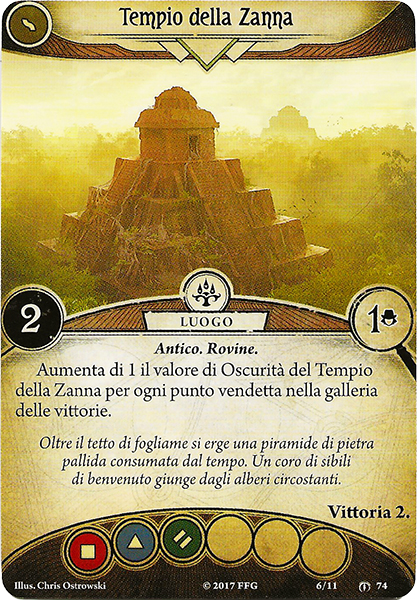 Tempio della Zanna
2
LUOGO
1
Antico. Rovine.
Aumenta di 1 il valore di Oscurità del Tempio
della Zanna per ogni punto vendetta nella galleria
delle vittorie.
Oltre il tetto di fogliame si erge una piramide di pietra
pallida consumata dal tempo. Un coro di sibili
di benvenuto giunge dagli alberi circostanti.
Vittoria 2.
Illus. Chris Ostrowski © 2017 FFG 6/11 74